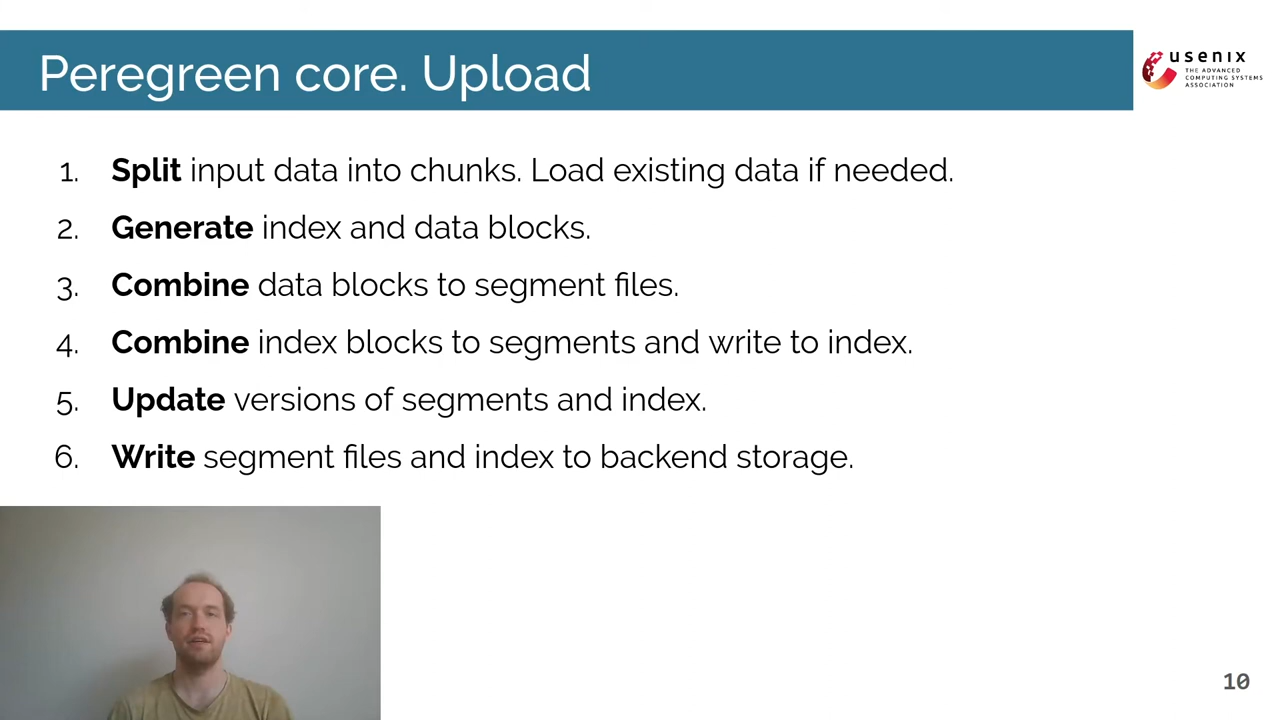 Peregreen core. Upload
usenix
THE ADVANCED
COMPUTING SYSTEMS
ASSOCIATION
1. Split input data into chunks. Load existing data if needed.
2. Generate index and data blocks.
3. Combine data blocks to segment files.
4. Combine index blocks to segments and write to index.
5. Update versions of segments and index.
6. Write segment files and index to backend storage.
10